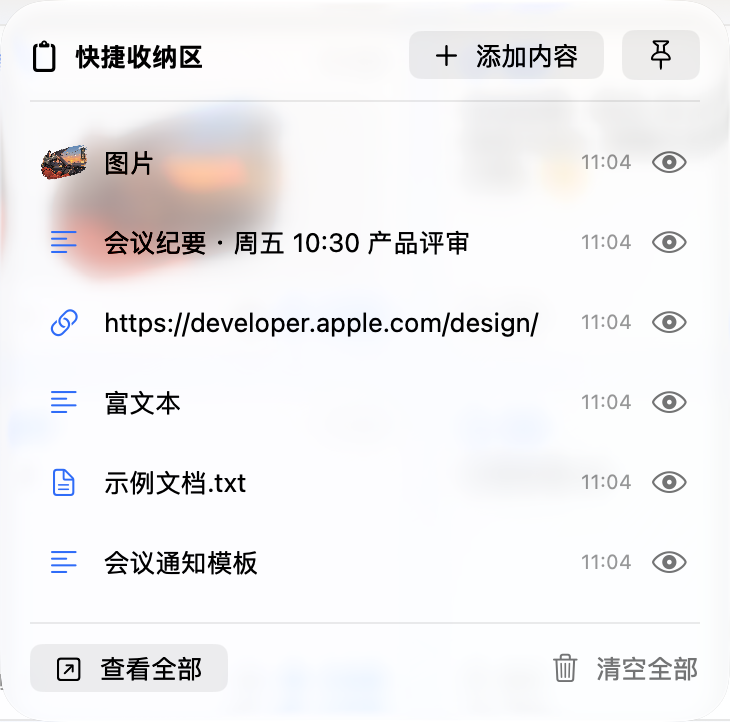 快捷收纳区 添加内容
图片 11:04
会议纪要 · 周五 10:30 产品评审 11:04
https://developer.apple.com/design/ 11:04
富文本 11:04
示例文档.txt 11:04
会议通知模板 11:04
查看全部 清空全部